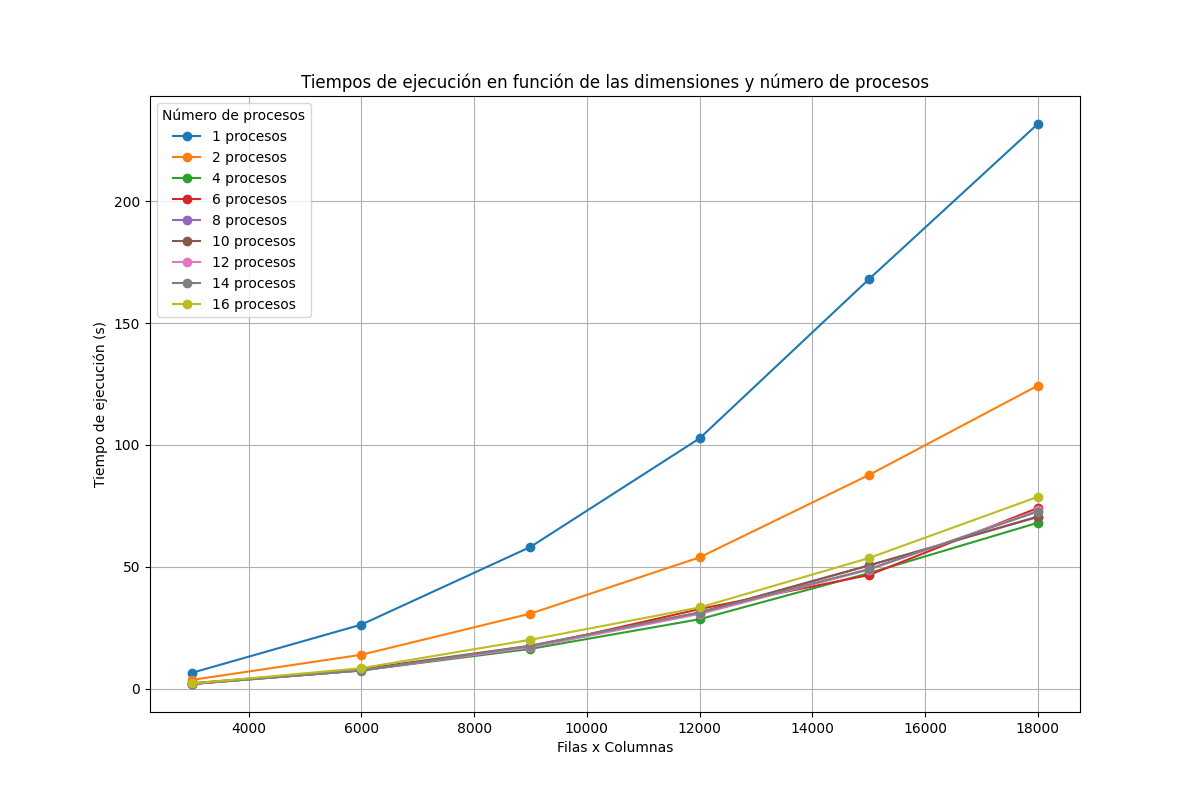 Tiempos de ejecución en función de las dimensiones y número de procesos
Número de procesos
1 procesos
2 procesos
4 procesos
6 procesos
8 procesos
10 procesos
12 procesos
14 procesos
16 procesos
Tiempo de ejecución (s)
200
150
100
50
0
4000 6000 8000 10000 12000 14000 16000 18000
Filas x Columnas